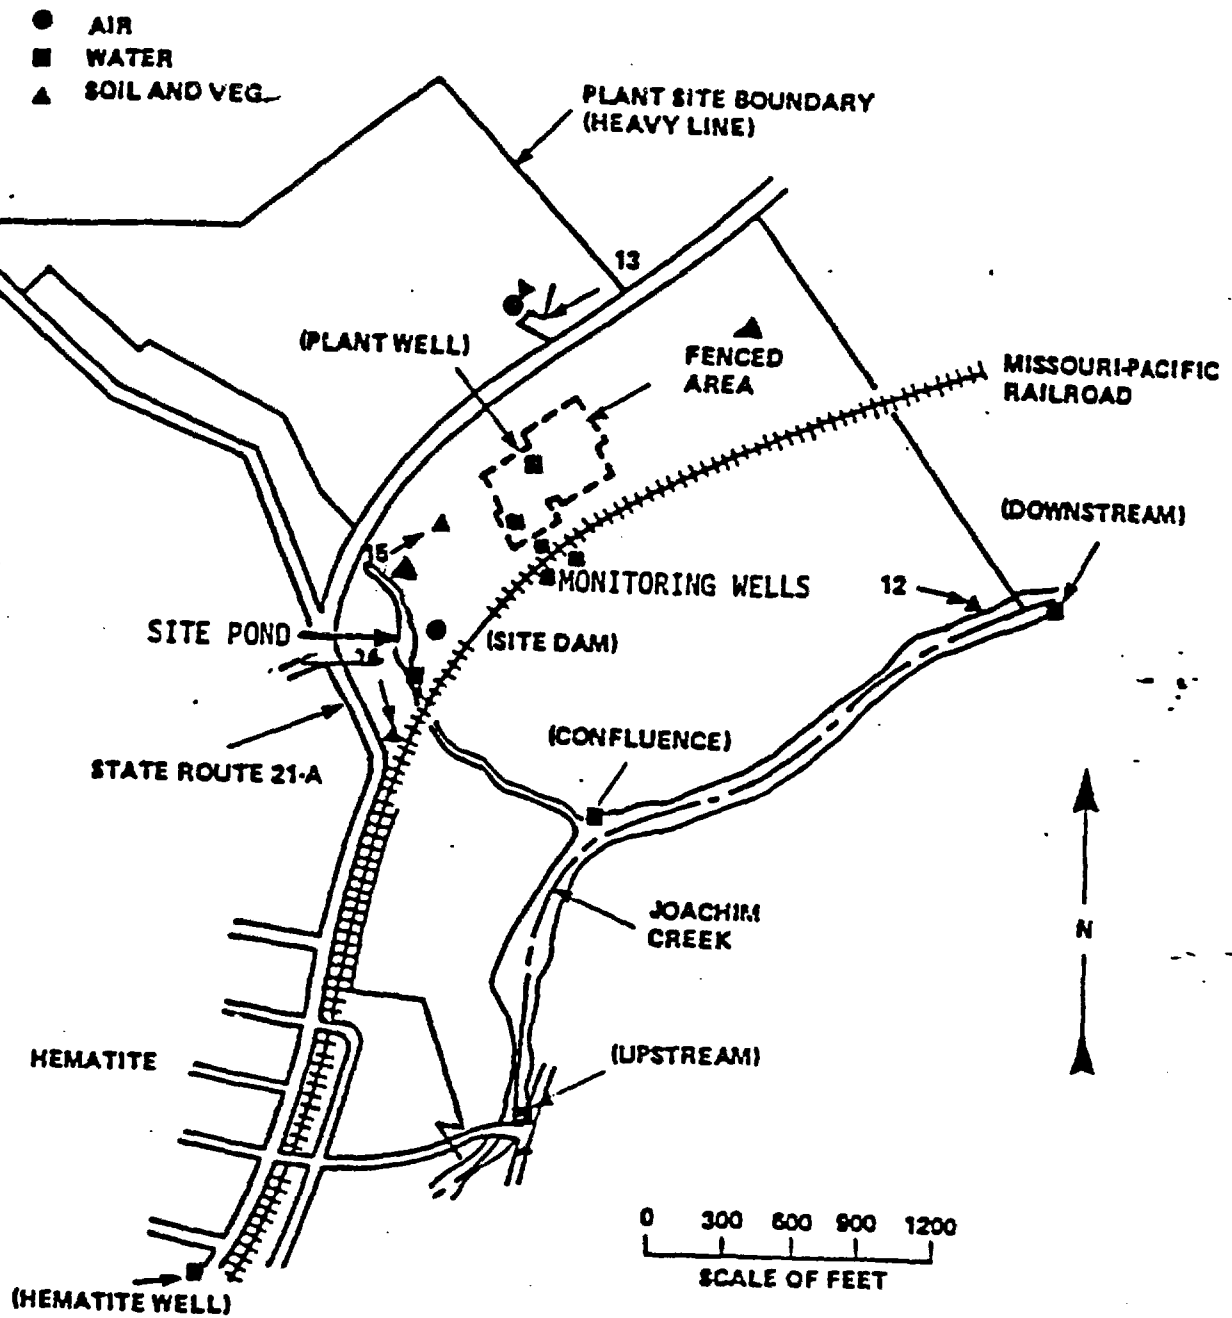 AIR
WATER
SOIL AND VEG.
PLANT SITE BOUNDARY
(HEAVY LINE)
13
(PLANT WELL)
FENCED
AREA
MISSOURI-PACIFIC
RAILROAD
(DOWNSTREAM)
15
MONITORING WELLS
12
SITE POND
(SITE DAM)
(CONFLUENCE)
STATE ROUTE 21-A
JOACHIM
CREEK
N
HEMATITE
(UPSTREAM)
0 300 600 900 1200
SCALE OF FEET
(HEMATITE WELL)